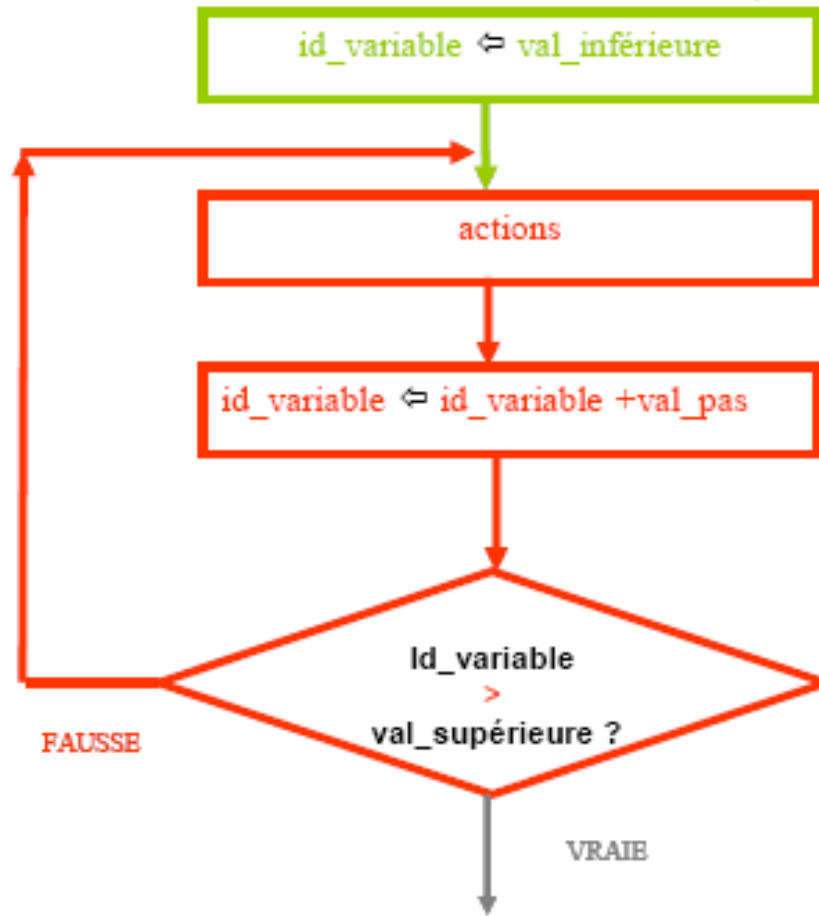 id_variable ⇦ val_inférieure
actions
id_variable ⇦ id_variable +val_pas
Id_variable
>
val_supérieure ?
FAUSSE
VRAIE